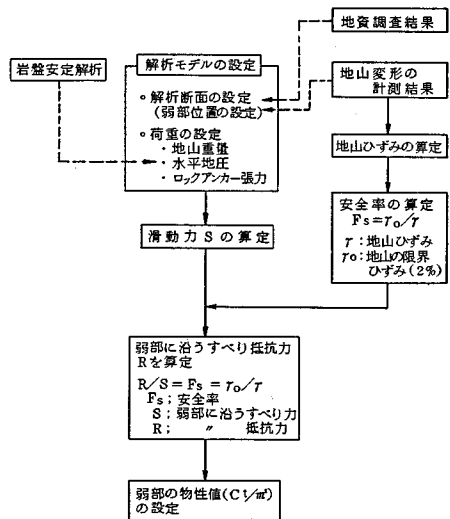 地資調査結果
岩盤安定解析
解析モデルの設定
地山変形の
計測結果
○解析断面の設定
(弱部位置の設定)
○荷重の設定
・地山重量
・水平地圧
・ロックアンカー張力
地山ひずみの算定
安全率の算定
Fs=γo/γ
γ:地山ひずみ
γo:地山の限界
ひずみ(2%)
滑動力Sの算定
弱部に沿うすべり抵抗力
Rを算定
R/S=Fs=γo/γ
Fs;安全率
S;弱部に沿うすべり力
R;　〃　抵抗力
弱部の物性値(C t/㎡)
の設定